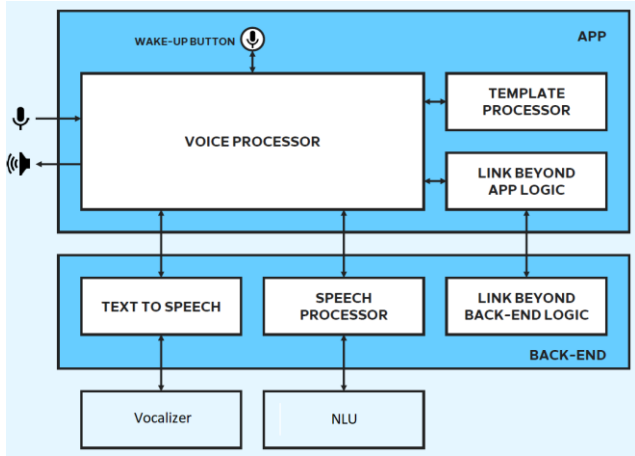 WAKE-UP BUTTON
APP
VOICE PROCESSOR
TEMPLATE
PROCESSOR
LINK BEYOND
APP LOGIC
TEXT TO SPEECH
SPEECH
PROCESSOR
LINK BEYOND
BACK-END LOGIC
BACK-END
Vocalizer
NLU